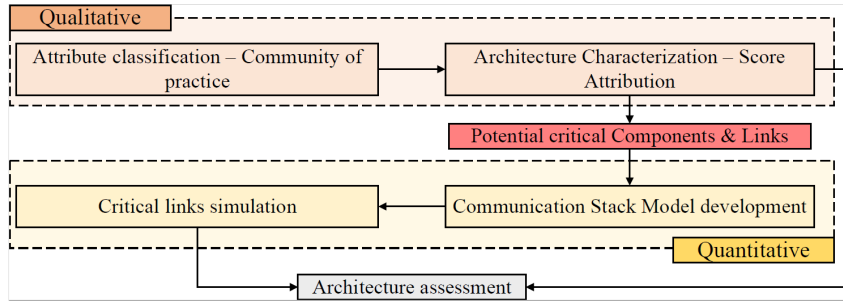 Qualitative
Attribute classification – Community of
practice
Architecture Characterization – Score
Attribution
Potential critical Components & Links
Critical links simulation
Communication Stack Model development
Quantitative
Architecture assessment